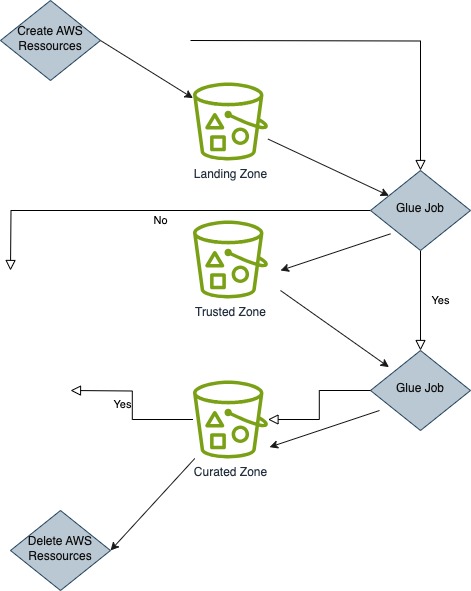 Create AWS
Ressources
Landing Zone
Glue Job
No
Trusted Zone
Yes
Glue Job
Yes
Curated Zone
Delete AWS
Ressources